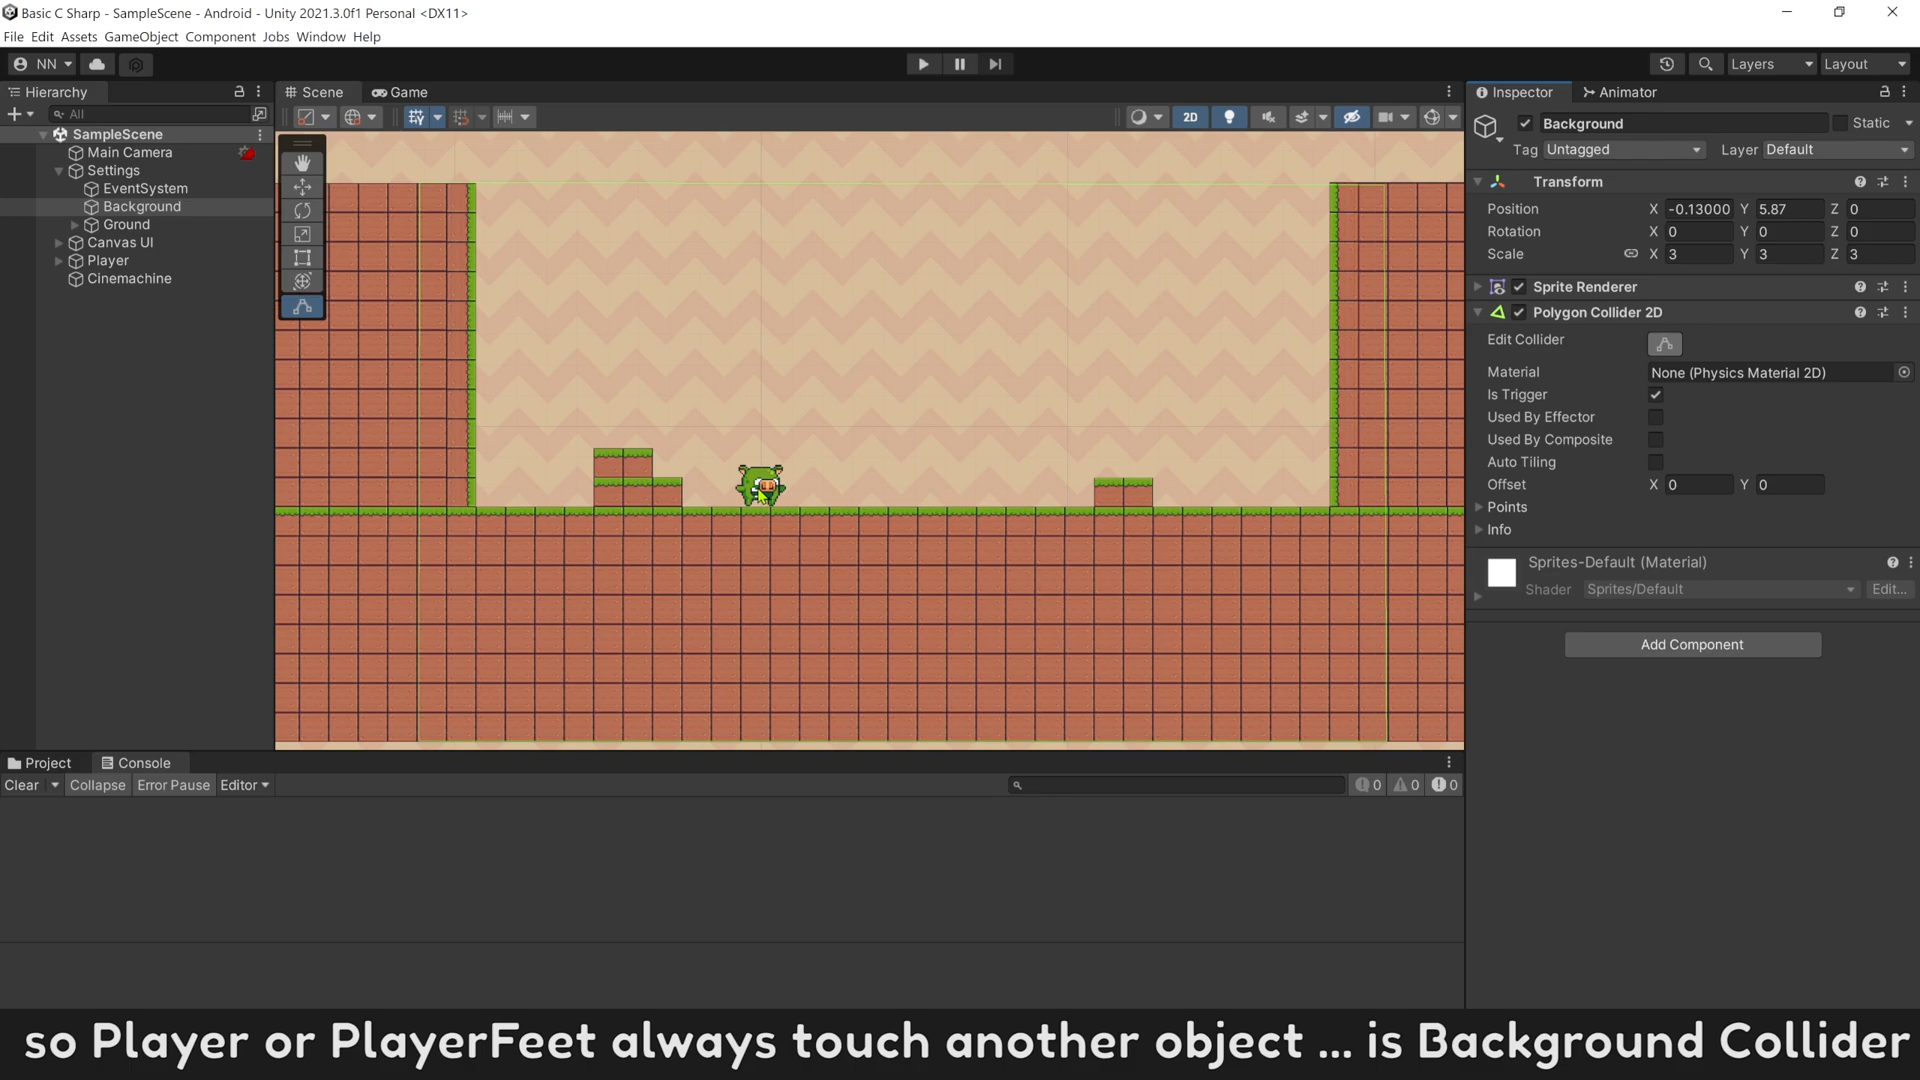 Basic C Sharp - SampleScene - Android - Unity 2021.3.0f1 Personal <DX11>
File Edit Assets GameObject Component Jobs Window Help
NN Layers Layout
Hierarchy
All
SampleScene
Main Camera
Settings
EventSystem
Background
Ground
Canvas UI
Player
Cinemachine
Scene Game
2D
Inspector Animator
Background Static
Tag Untagged Layer Default
Transform
Position X -0.13000 Y 5.87 Z 0
Rotation X 0 Y 0 Z 0
Scale X 3 Y 3 Z 3
Sprite Renderer
Polygon Collider 2D
Edit Collider
Material None (Physics Material 2D)
Is Trigger
Used By Effector
Used By Composite
Auto Tiling
Offset X 0 Y 0
Points
Info
Sprites-Default (Material)
Shader Sprites/Default Edit...
Add Component
Project Console
Clear Collapse Error Pause Editor 0 0 0
so Player or PlayerFeet always touch another object ... is Background Collider